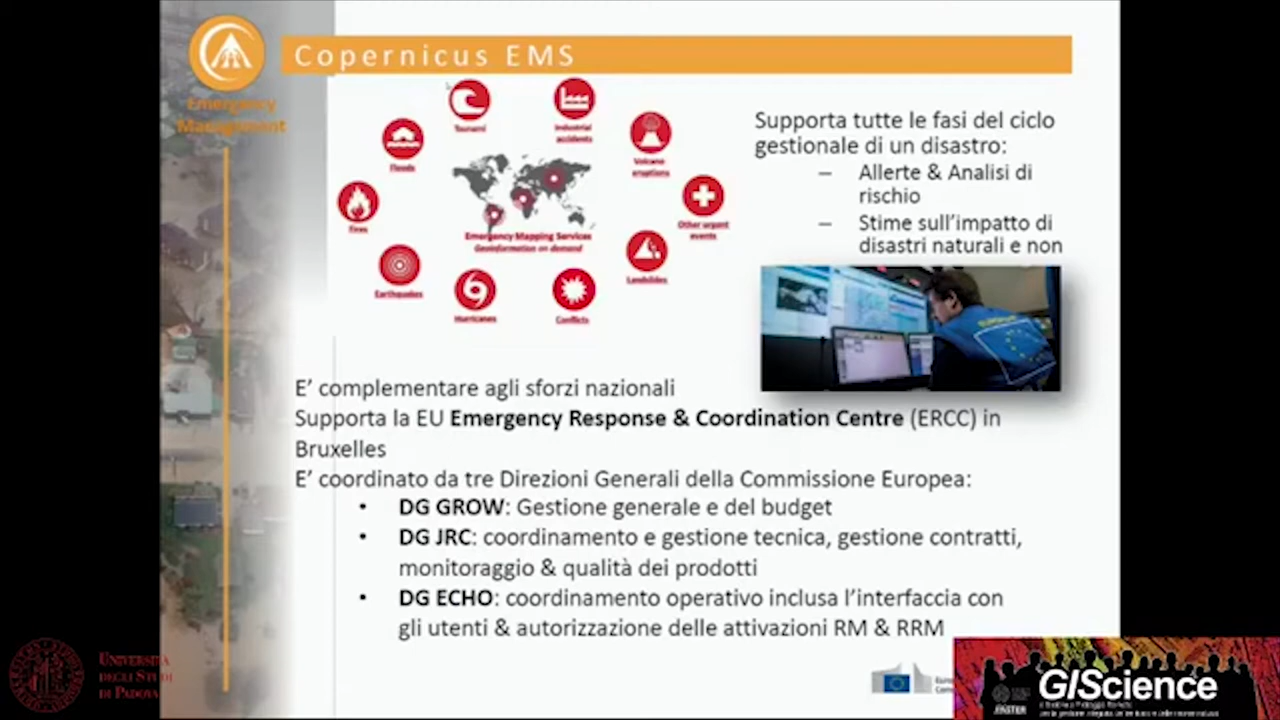 Copernicus EMS
Emergency
Management
Tsunami
Industrial
accidents
Floods
Volcano
eruptions
Fires
Other urgent
events
Emergency Mapping Services
Geoinformation on demand
Earthquakes
Landslides
Hurricanes
Conflicts
Supporta tutte le fasi del ciclo
gestionale di un disastro:
– Allerte & Analisi di
rischio
– Stime sull'impatto di
disastri naturali e non
E' complementare agli sforzi nazionali
Supporta la EU Emergency Response & Coordination Centre (ERCC) in
Bruxelles
E' coordinato da tre Direzioni Generali della Commissione Europea:
• DG GROW: Gestione generale e del budget
• DG JRC: coordinamento e gestione tecnica, gestione contratti,
monitoraggio & qualità dei prodotti
• DG ECHO: coordinamento operativo inclusa l'interfaccia con
gli utenti & autorizzazione delle attivazioni RM & RRM
UNIVERSITÀ
DEGLI STUDI
DI PADOVA
GIScience
MASTER